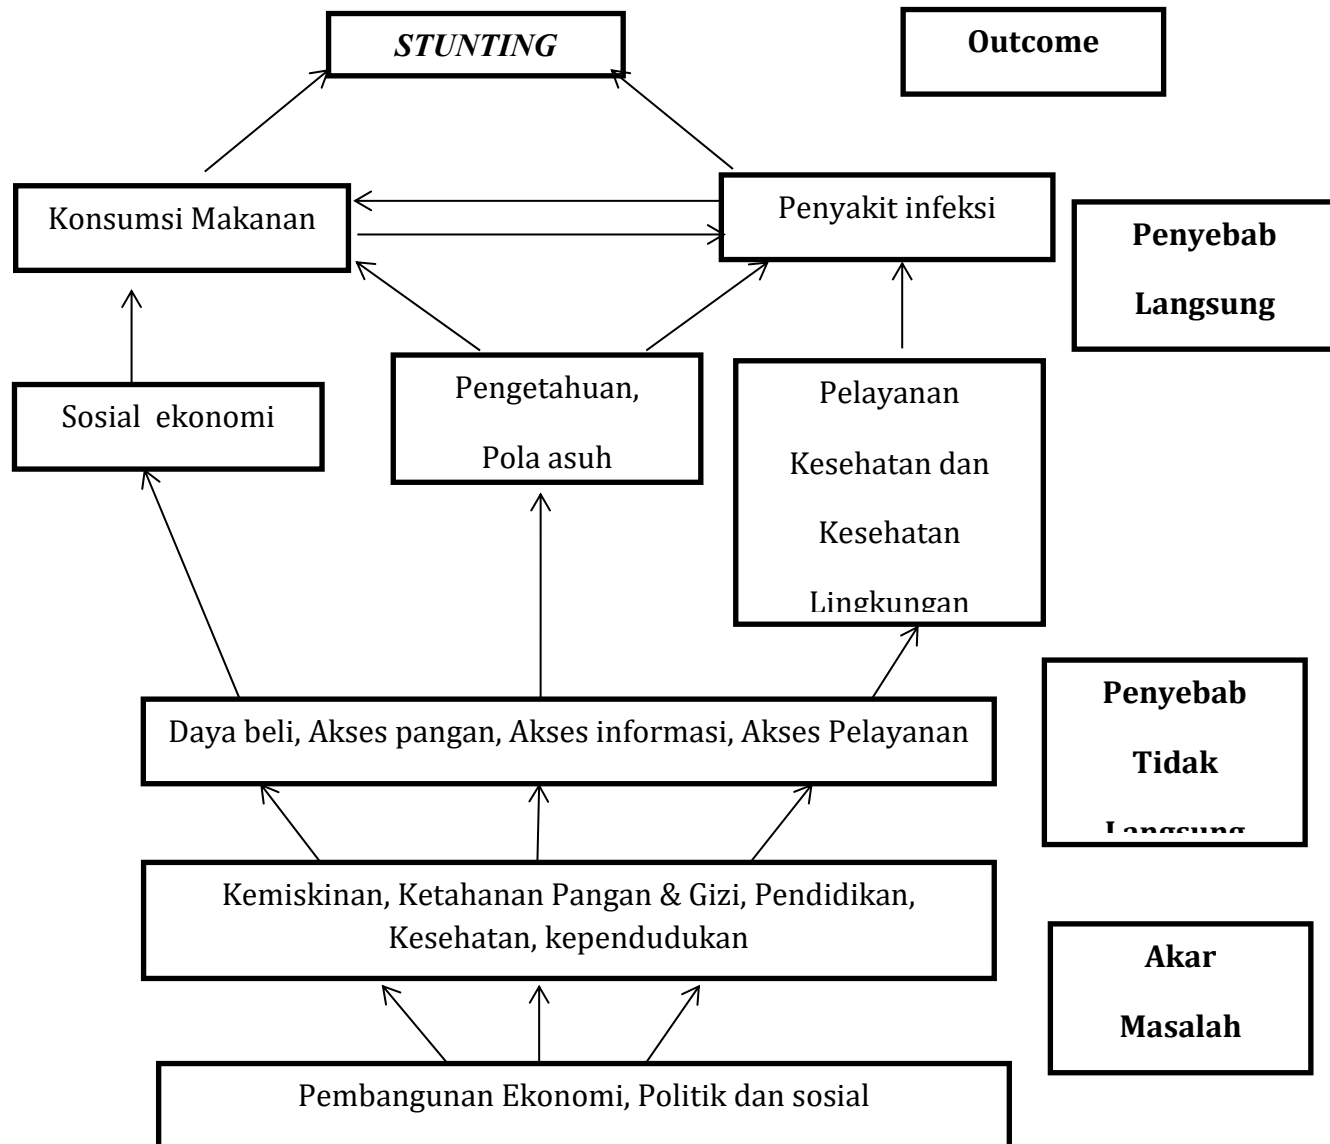 STUNTING
Outcome
Konsumsi Makanan
Penyakit infeksi
Penyebab
Langsung
Sosial ekonomi
Pengetahuan,
Pola asuh
Pelayanan
Kesehatan dan
Kesehatan
Lingkungan
Daya beli, Akses pangan, Akses informasi, Akses Pelayanan
Penyebab
Tidak
Langsung
Kemiskinan, Ketahanan Pangan & Gizi, Pendidikan,
Kesehatan, kependudukan
Akar
Masalah
Pembangunan Ekonomi, Politik dan sosial